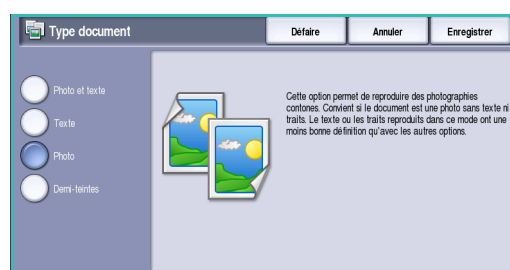 Type document
Défaire
Annuler
Enregistrer
Photo et texte
Texte
Photo
Demi-teintes
Cette option permet de reproduire des photographies
contones. Convient si le document est une photo sans texte ni
traits. Le texte ou les traits reproduits dans ce mode ont une
moins bonne définition qu'avec les autres options.